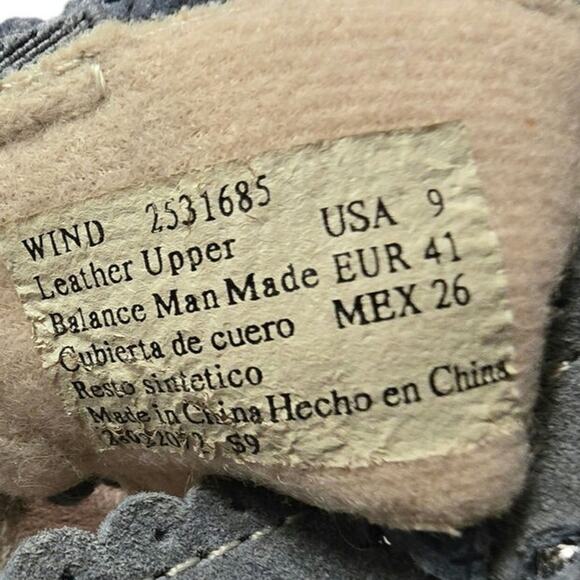 WIND 2531685
Leather Upper USA 9
Balance Man Made EUR 41
Cubierta de cuero MEX 26
Resto sintetico
Made in China Hecho en China
S9